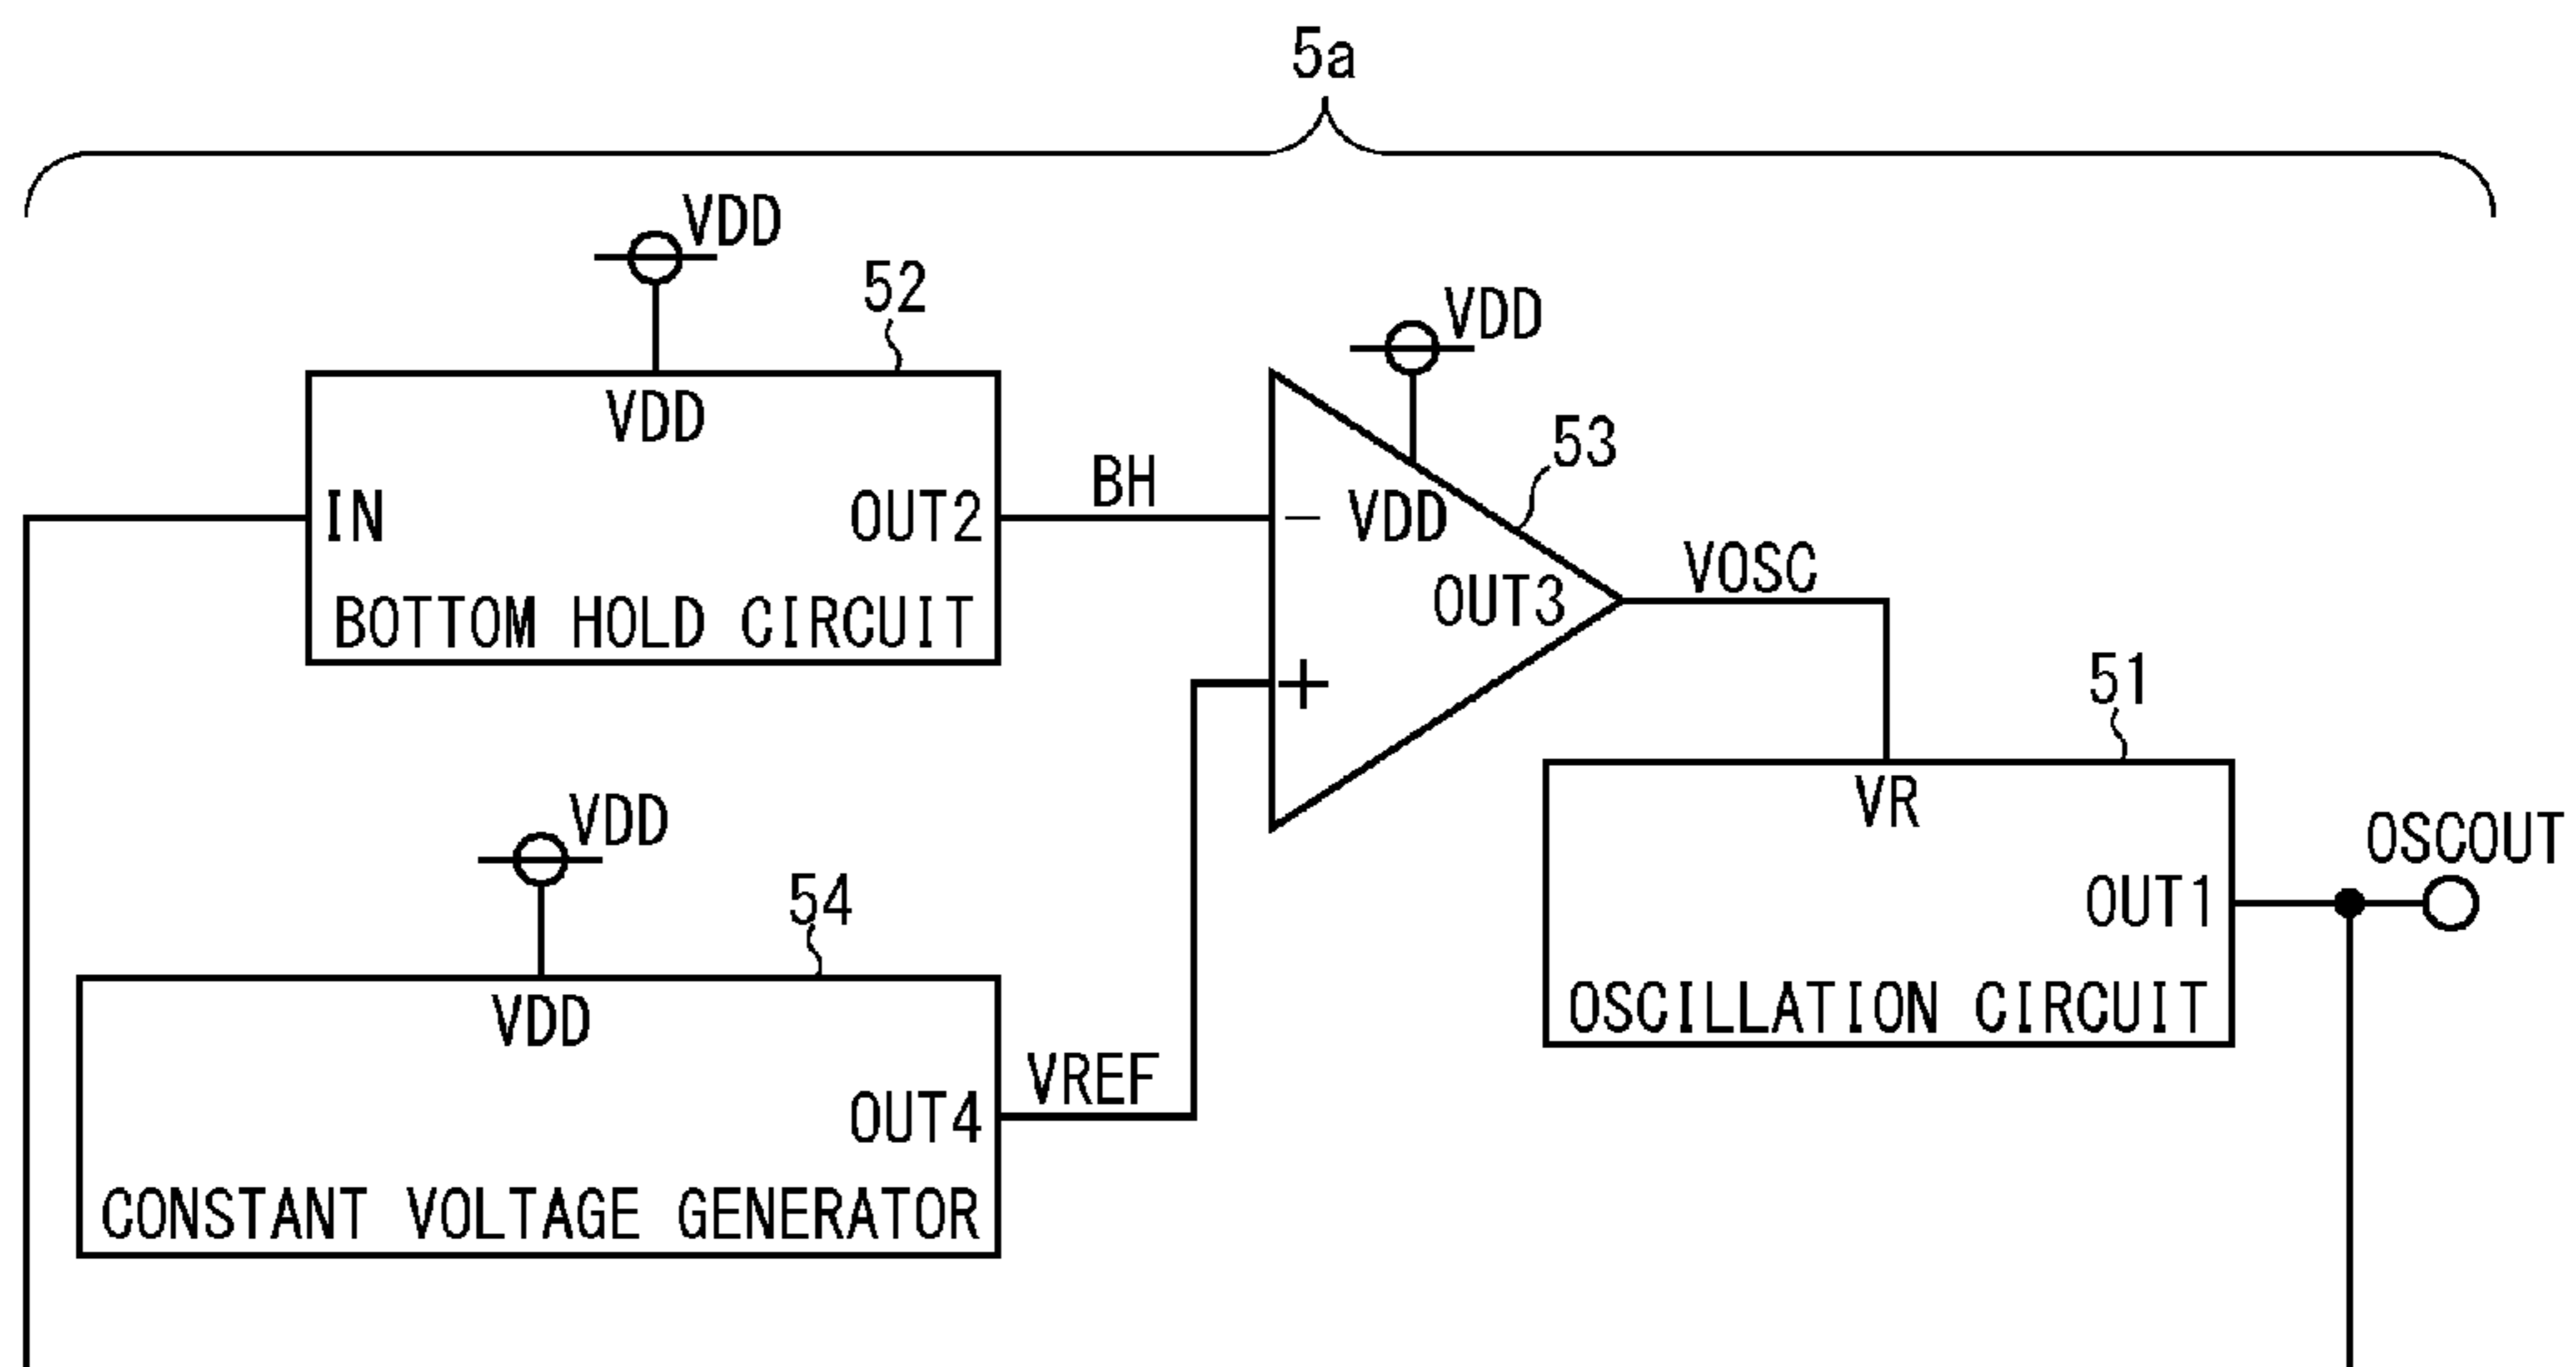 5a
VDD
52
VDD
IN
OUT2
BOTTOM HOLD CIRCUIT
BH
VDD
53
- VDD
OUT3
+
VOSC
VDD
54
VDD
OUT4
CONSTANT VOLTAGE GENERATOR
VREF
51
VR
OUT1
OSCILLATION CIRCUIT
OSCOUT